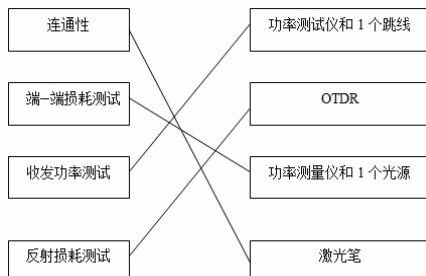 连通性
功率测试仪和 1 个跳线
端-端损耗测试
OTDR
收发功率测试
功率测量仪和 1 个光源
反射损耗测试
激光笔